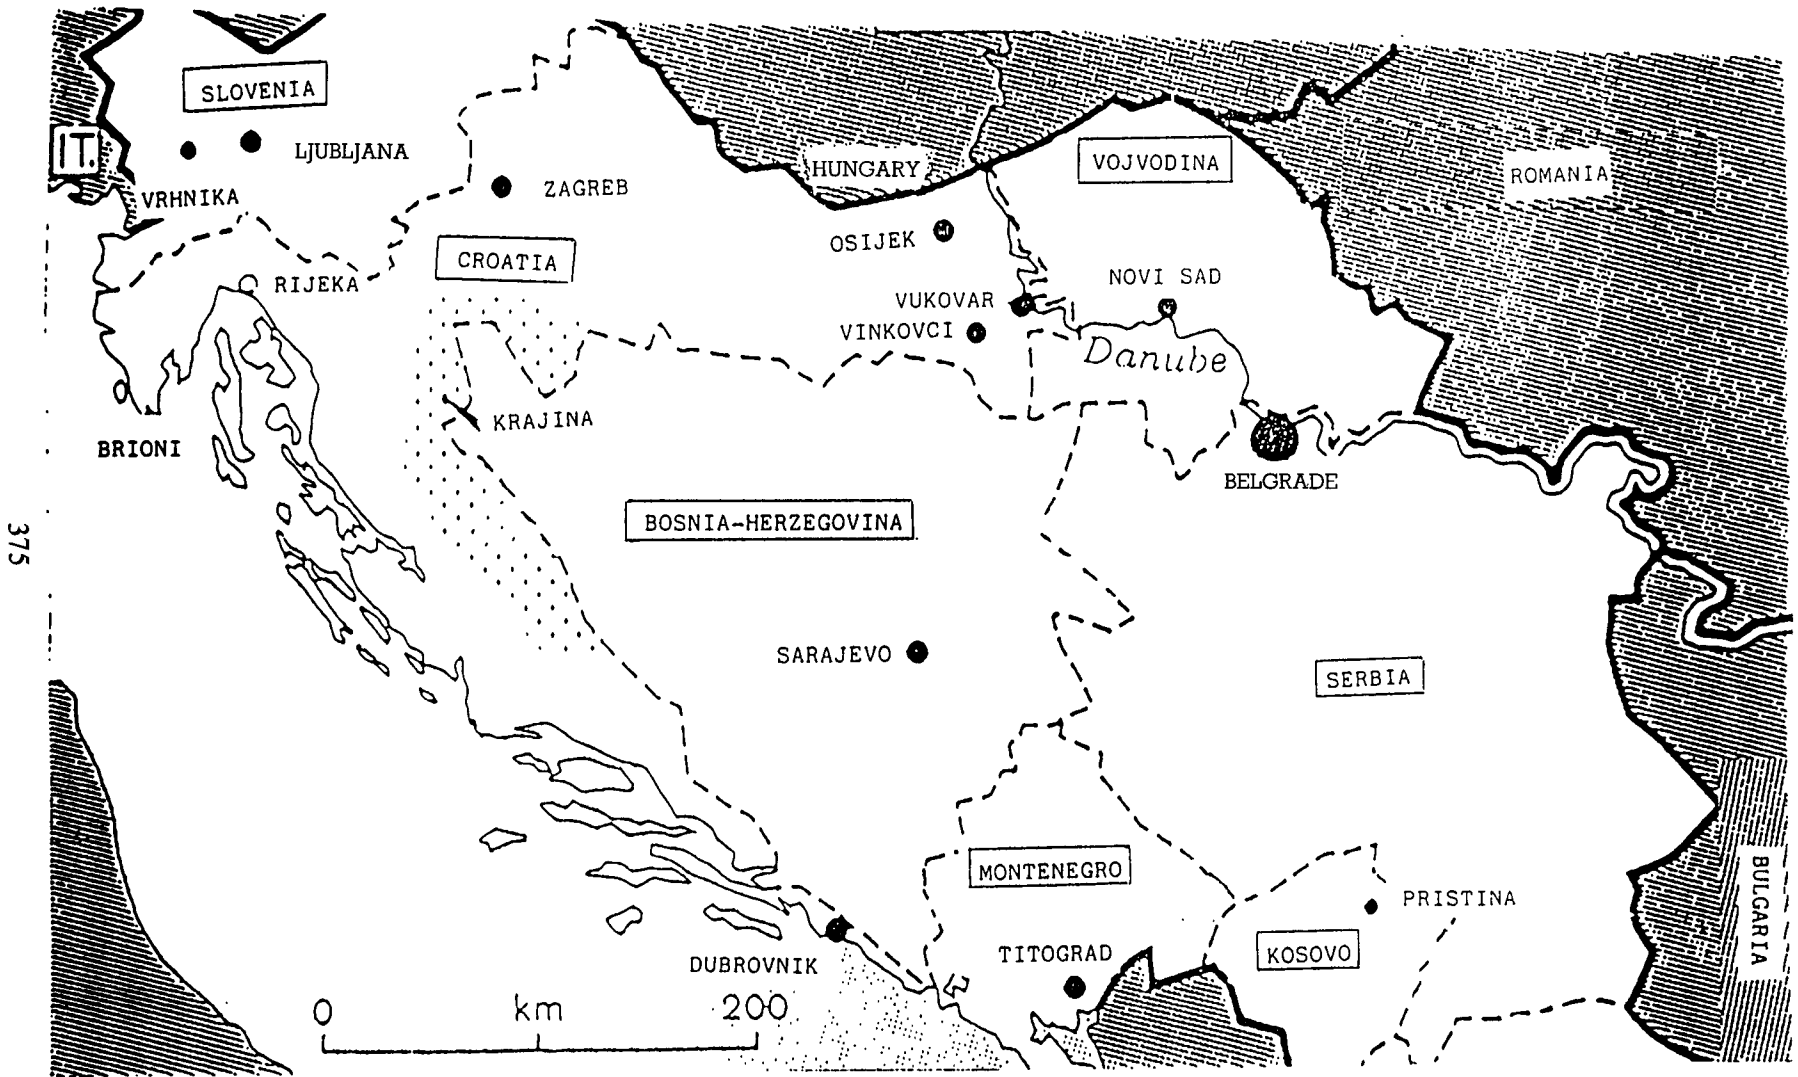 SLOVENIA
IT.
LJUBLJANA
HUNGARY
VOJVODINA
ROMANIA
VRHNIKA
ZAGREB
OSIJEK
CROATIA
RIJEKA
NOVI SAD
VUKOVAR
VINKOVCI
Danube
KRAJINA
BRIONI
BELGRADE
BOSNIA-HERZEGOVINA
375
SARAJEVO
SERBIA
MONTENEGRO
PRISTINA
BULGARIA
KOSOVO
TITOGRAD
DUBROVNIK
0 km 200